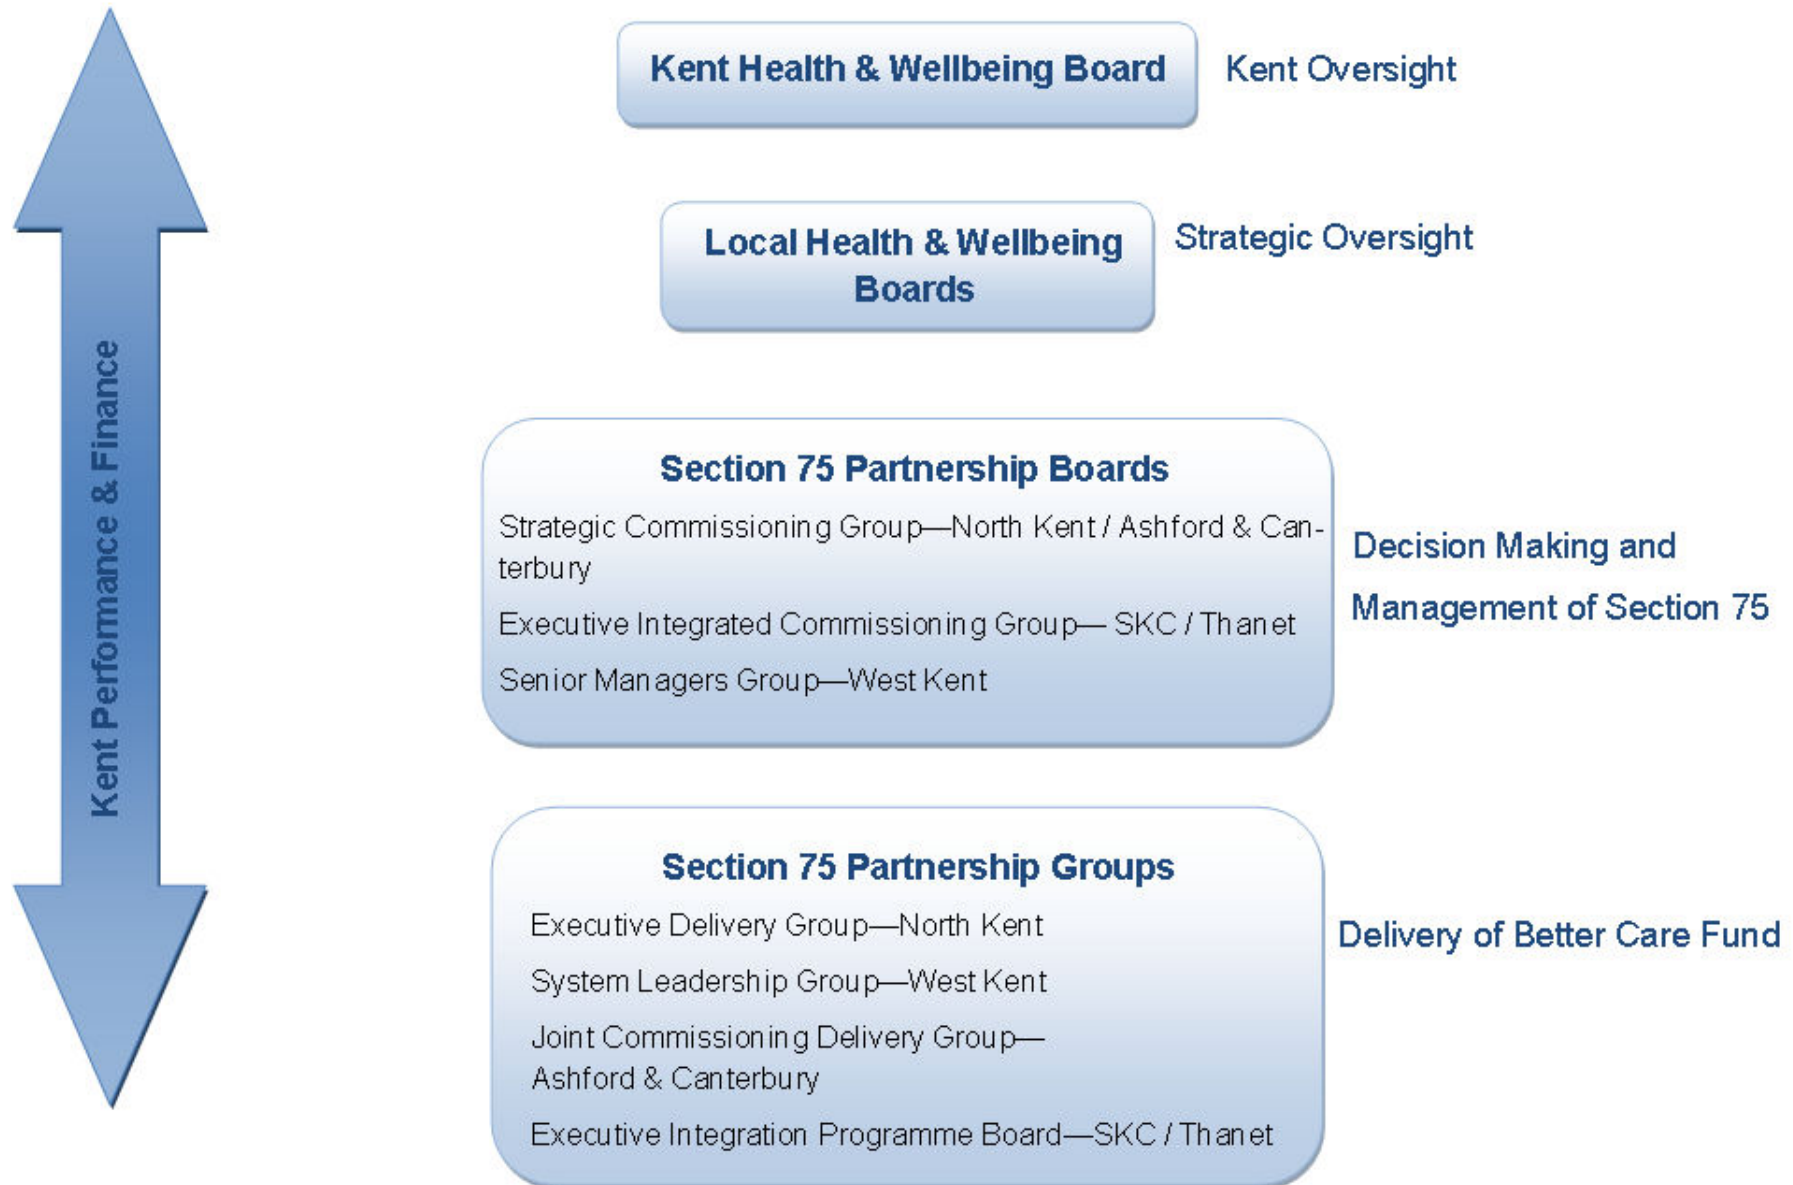 Kent Health & Wellbeing Board
Kent Oversight
Local Health & Wellbeing
Boards
Strategic Oversight
Kent Performance & Finance
Section 75 Partnership Boards
Strategic Commissioning Group—North Kent / Ashford & Can-
terbury
Executive Integrated Commissioning Group— SKC / Thanet
Senior Managers Group—West Kent
Decision Making and
Management of Section 75
Section 75 Partnership Groups
Executive Delivery Group—North Kent
System Leadership Group—West Kent
Joint Commissioning Delivery Group—
Ashford & Canterbury
Executive Integration Programme Board—SKC / Thanet
Delivery of Better Care Fund